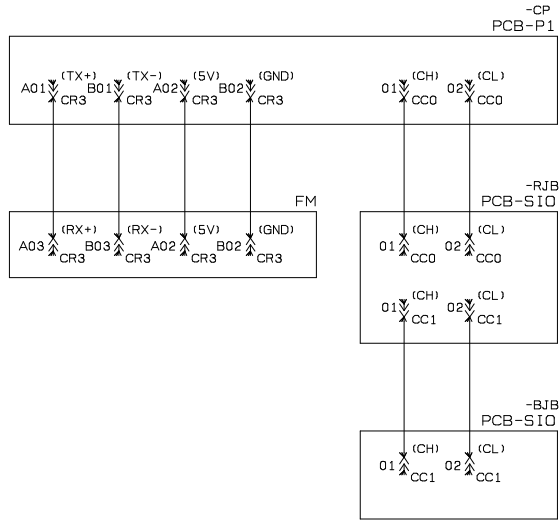 -CP
PCB-P1
(TX+) (TX-) (5V) (GND) (CH) (CL)
A01 B01 A02 B02 01 02
CR3 CR3 CR3 CR3 CC0 CC0
-RJB
FM PCB-SIO
(RX+) (RX-) (5V) (GND) (CH) (CL)
A03 B03 A02 B02 01 02
CR3 CR3 CR3 CR3 CC0 CC0
(CH) (CL)
01 02
CC1 CC1
-BJB
PCB-SIO
(CH) (CL)
01 02
CC1 CC1